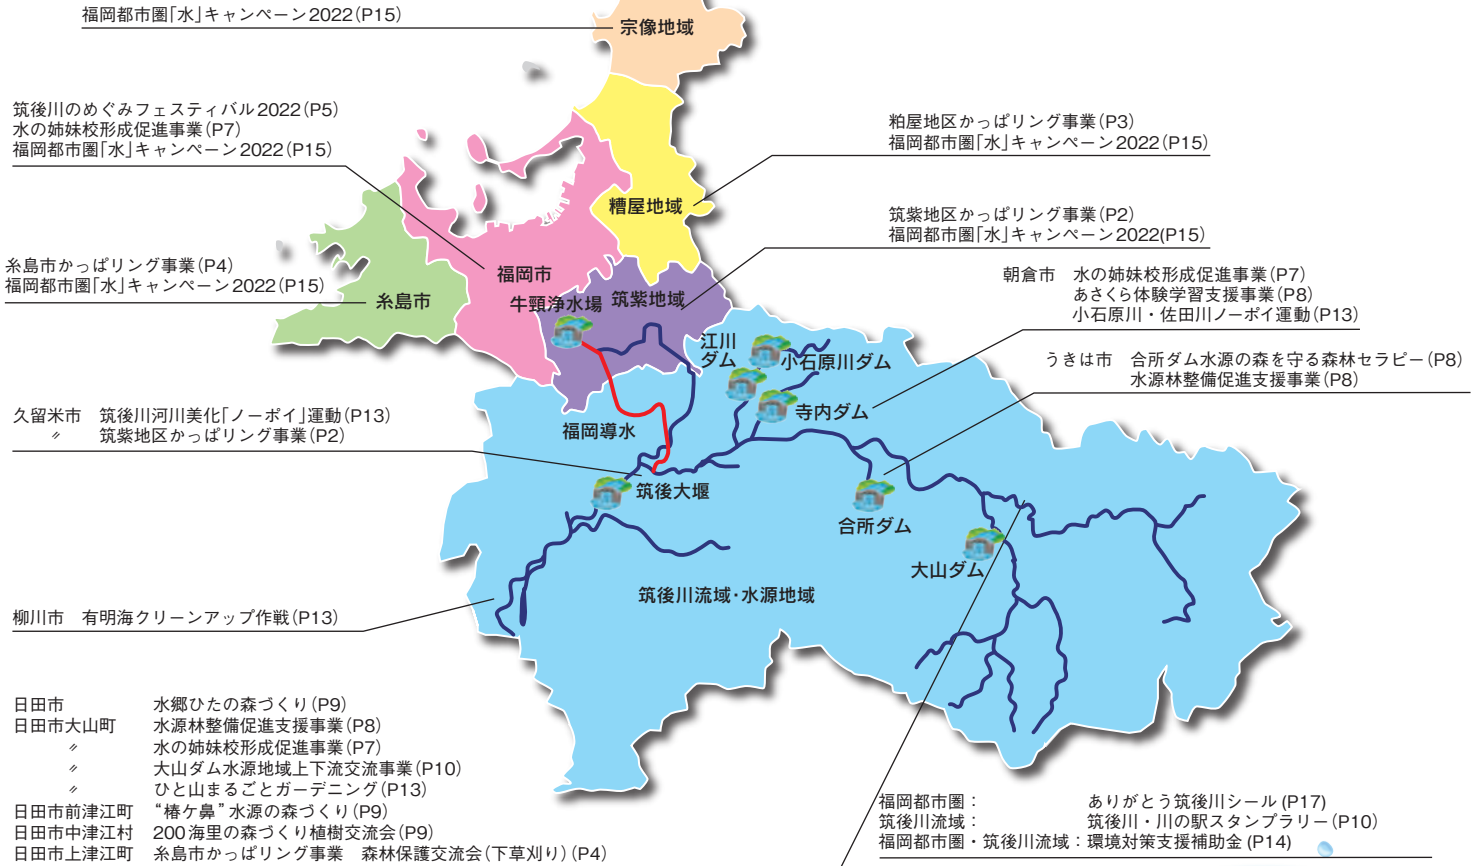 福岡都市圏「水」キャンペーン2022(P15)
宗像地域
筑後川のめぐみフェスティバル2022(P5)
水の姉妹校形成促進事業(P7)
福岡都市圏「水」キャンペーン2022(P15)
粕屋地区かっぱリング事業(P3)
福岡都市圏「水」キャンペーン2022(P15)
糟屋地域
筑紫地区かっぱリング事業(P2)
福岡都市圏「水」キャンペーン2022(P15)
糸島市かっぱリング事業(P4)
福岡都市圏「水」キャンペーン2022(P15)
糸島市
福岡市
牛頸浄水場
筑紫地域
朝倉市 水の姉妹校形成促進事業(P7)
あさくら体験学習支援事業(P8)
小石原川・佐田川ノーポイ運動(P13)
江川
ダム
小石原川ダム
寺内ダム
うきは市 合所ダム水源の森を守る森林セラピー(P8)
水源林整備促進支援事業(P8)
久留米市 筑後川河川美化「ノーポイ」運動(P13)
〃 筑紫地区かっぱリング事業(P2)
福岡導水
筑後大堰
合所ダム
大山ダム
筑後川流域・水源地域
柳川市 有明海クリーンアップ作戦(P13)
日田市 水郷ひたの森づくり(P9)
日田市大山町 水源林整備促進支援事業(P8)
〃 水の姉妹校形成促進事業(P7)
〃 大山ダム水源地域上下流交流事業(P10)
〃 ひと山まるごとガーデニング(P13)
日田市前津江町 “椿ケ鼻”水源の森づくり(P9)
日田市中津江村 200海里の森づくり植樹交流会(P9)
日田市上津江町 糸島市かっぱリング事業 森林保護交流会(下草刈り)(P4)
福岡都市圏: ありがとう筑後川シール(P17)
筑後川流域: 筑後川・川の駅スタンプラリー(P10)
福岡都市圏・筑後川流域:環境対策支援補助金(P14)